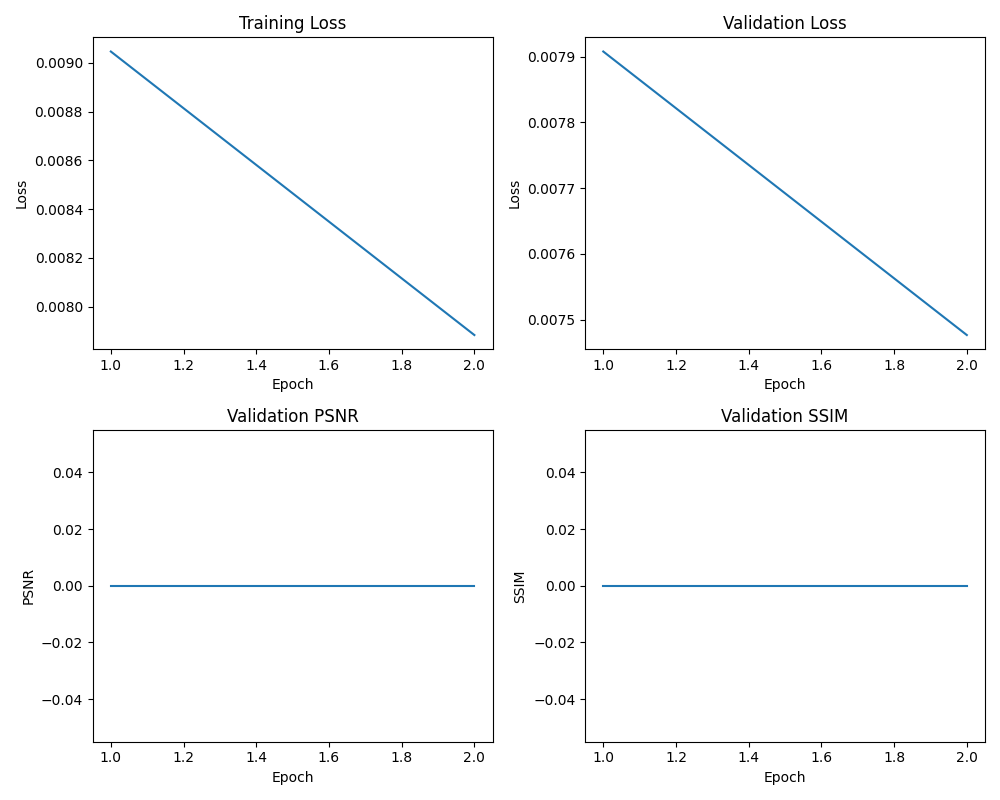 Training Loss
0.0090
0.0088
0.0086
0.0084
0.0082
0.0080
Loss
1.0 1.2 1.4 1.6 1.8 2.0
Epoch
Validation Loss
0.0079
0.0078
0.0077
0.0076
0.0075
Loss
1.0 1.2 1.4 1.6 1.8 2.0
Epoch
Validation PSNR
0.04
0.02
0.00
−0.02
−0.04
PSNR
1.0 1.2 1.4 1.6 1.8 2.0
Epoch
Validation SSIM
0.04
0.02
0.00
−0.02
−0.04
SSIM
1.0 1.2 1.4 1.6 1.8 2.0
Epoch